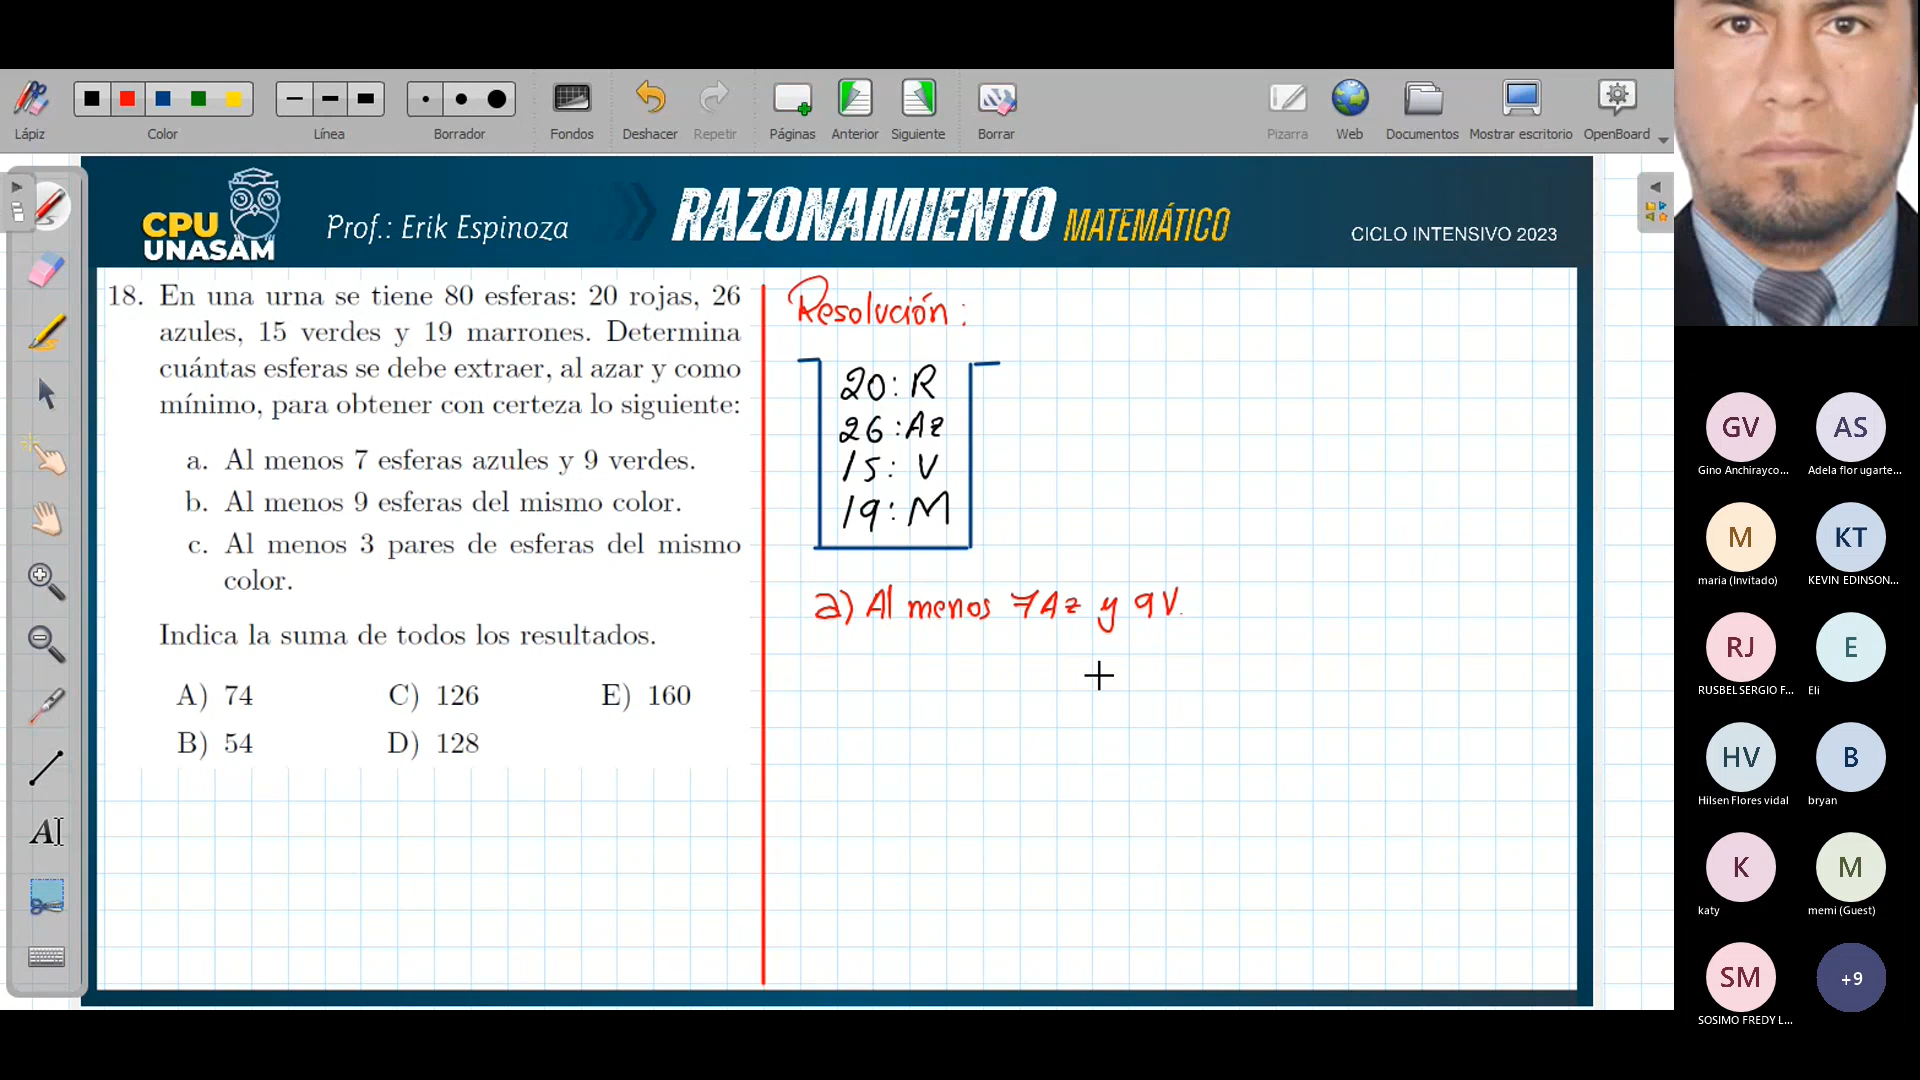 Lápiz
Color
Línea
Borrador
Fondos
Deshacer
Repetir
Páginas
Anterior
Siguiente
Borrar
Pizarra
Web
Documentos
Mostrar escritorio
OpenBoard
CPU
UNASAM
Prof.: Erik Espinoza
RAZONAMIENTO MATEMÁTICO
CICLO INTENSIVO 2023
18. En una urna se tiene 80 esferas: 20 rojas, 26
azules, 15 verdes y 19 marrones. Determina
cuántas esferas se debe extraer, al azar y como
mínimo, para obtener con certeza lo siguiente:
a. Al menos 7 esferas azules y 9 verdes.
b. Al menos 9 esferas del mismo color.
c. Al menos 3 pares de esferas del mismo
color.
Indica la suma de todos los resultados.
A) 74 C) 126 E) 160
B) 54 D) 128
Resolución:
20: R
26: Az
15: V
19: M
a) Al menos 7Az y 9V.
AI
GV AS
Gino Anchirayco... Adela flor ugarte...
M KT
maria (Invitado) KEVIN EDINSON...
RJ E
RUSBEL SERGIO F... Eli
HV B
Hilsen Flores vidal bryan
K M
katy memi (Guest)
SM +9
SOSIMO FREDY L...